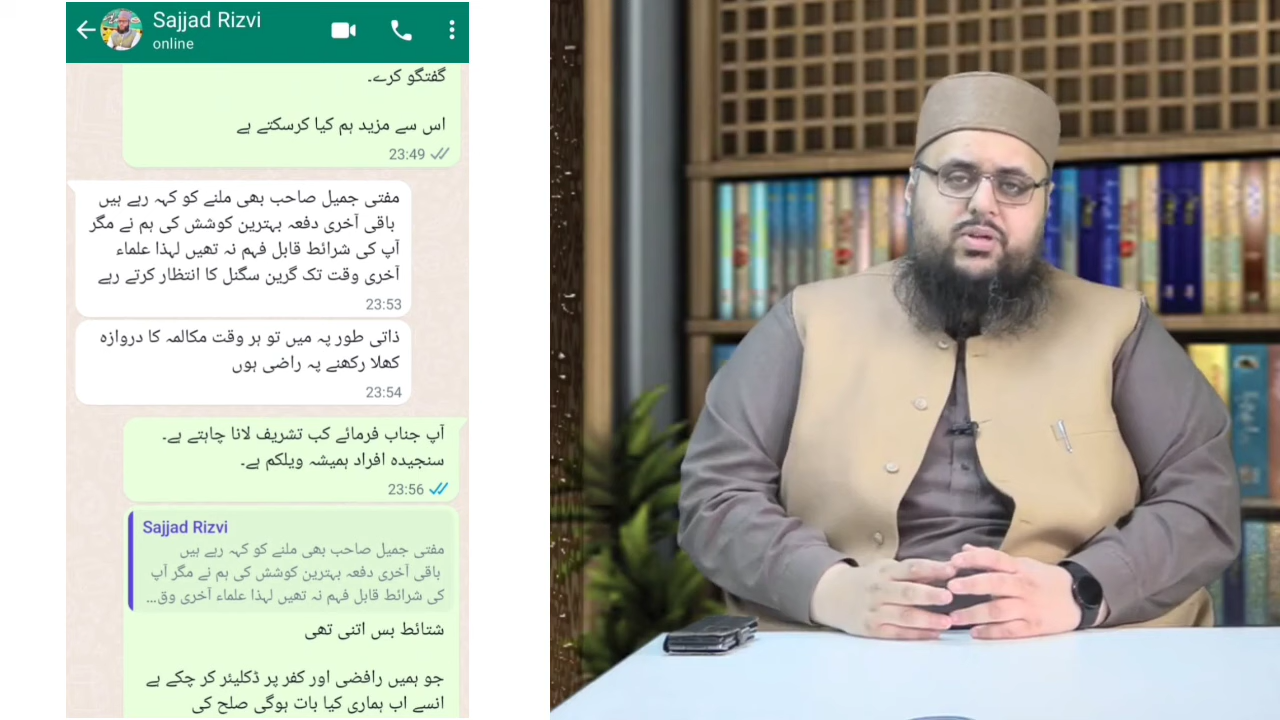 Sajjad Rizvi
online
گفتگو کرے۔
اس سے مزید ہم کیا کرسکتے ہے
23:49
مفتی جمیل صاحب بھی ملنے کو کہہ رہے ہیں
باقی آخری دفعہ بہترین کوشش کی ہم نے مگر
آپ کی شرائط قابل فہم نہ تھیں لہذا علماء
آخری وقت تک گرین سگنل کا انتظار کرتے رہے
23:53
ذاتی طور پہ میں تو ہر وقت مکالمہ کا دروازہ
کھلا رکھنے پہ راضی ہوں
23:54
آپ جناب فرمائے کب تشریف لانا چاہتے ہے۔
سنجیدہ افراد ہمیشہ ویلکم ہے۔
23:56
Sajjad Rizvi
مفتی جمیل صاحب بھی ملنے کو کہہ رہے ہیں
باقی آخری دفعہ بہترین کوشش کی ہم نے مگر آپ
کی شرائط قابل فہم نہ تھیں لہذا علماء آخری وق...
شتائط بس اتنی تھی
جو ہمیں رافضی اور کفر پر ڈکلیئر کر چکے ہے
انسے اب ہماری کیا بات ہوگی صلح کی